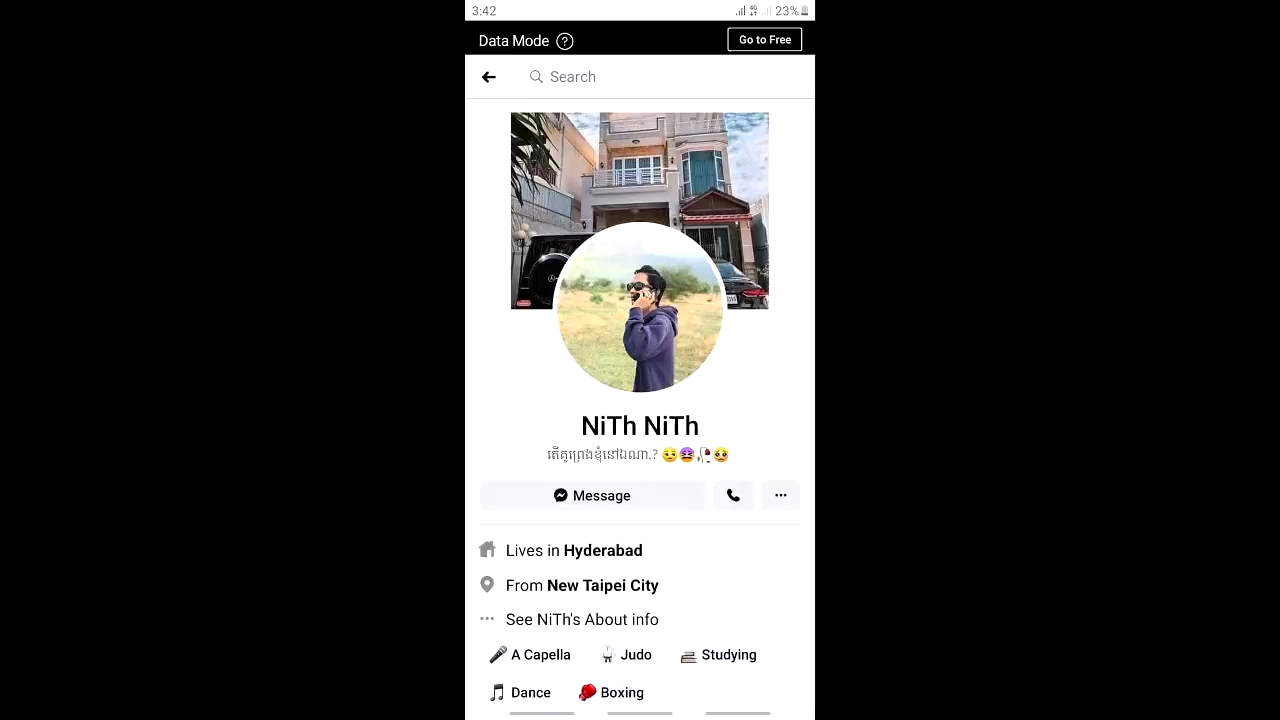 3:42 4G 23%
Data Mode ? Go to Free
Search
NiTh NiTh
តើគូព្រេងខ្ញុំនៅឯណា.? 😒😫🥀🥺
Message
Lives in Hyderabad
From New Taipei City
See NiTh's About info
🎤 A Capella 🥋 Judo 📚 Studying
🎵 Dance 🥊 Boxing